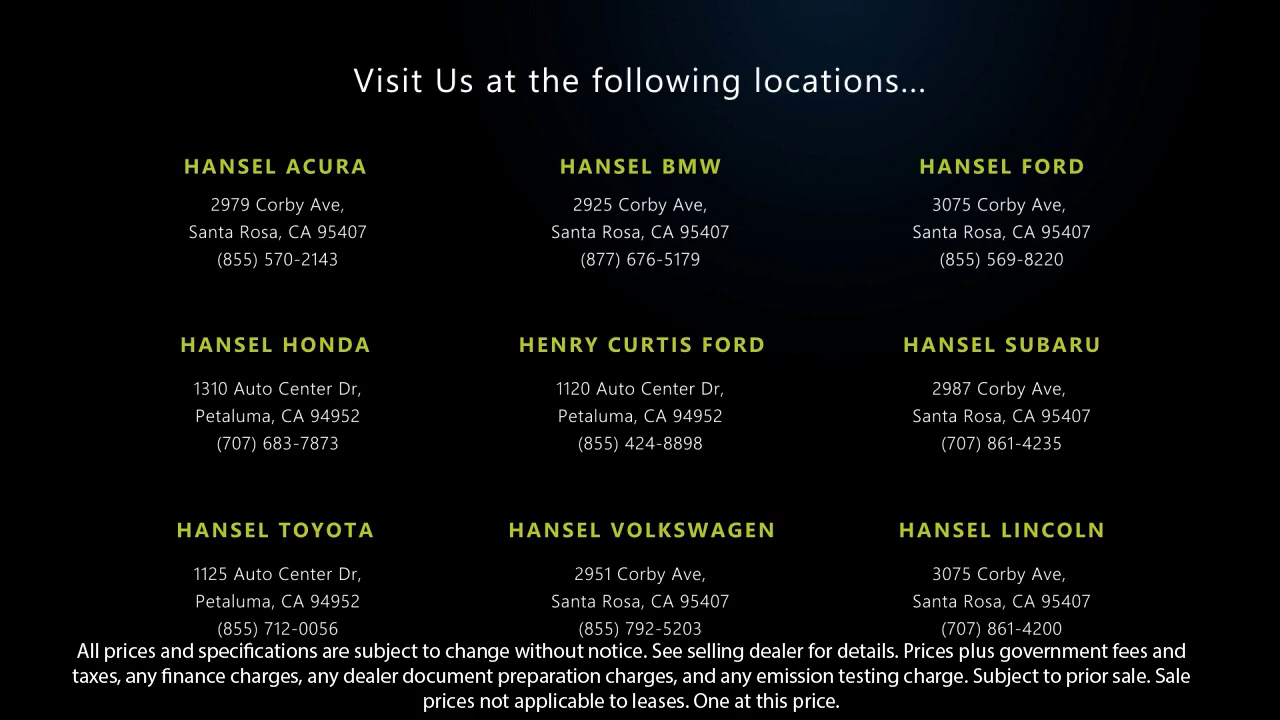 Visit Us at the following locations...
HANSEL ACURA
2979 Corby Ave,
Santa Rosa, CA 95407
(855) 570-2143
HANSEL BMW
2925 Corby Ave,
Santa Rosa, CA 95407
(877) 676-5179
HANSEL FORD
3075 Corby Ave,
Santa Rosa, CA 95407
(855) 569-8220
HANSEL HONDA
1310 Auto Center Dr,
Petaluma, CA 94952
(707) 683-7873
HENRY CURTIS FORD
1120 Auto Center Dr,
Petaluma, CA 94952
(855) 424-8898
HANSEL SUBARU
2987 Corby Ave,
Santa Rosa, CA 95407
(707) 861-4235
HANSEL TOYOTA
1125 Auto Center Dr,
Petaluma, CA 94952
(855) 712-0056
HANSEL VOLKSWAGEN
2951 Corby Ave,
Santa Rosa, CA 95407
(855) 792-5203
HANSEL LINCOLN
3075 Corby Ave,
Santa Rosa, CA 95407
(707) 861-4200
All prices and specifications are subject to change without notice. See selling dealer for details. Prices plus government fees and
taxes, any finance charges, any dealer document preparation charges, and any emission testing charge. Subject to prior sale. Sale
prices not applicable to leases. One at this price.